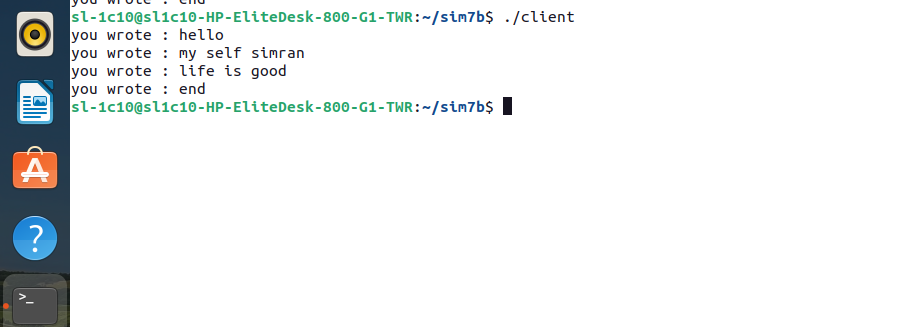 you wrote : end
sl-1c10@sl1c10-HP-EliteDesk-800-G1-TWR:~/sim7b$ ./client
you wrote : hello
you wrote : my self simran
you wrote : life is good
you wrote : end
sl-1c10@sl1c10-HP-EliteDesk-800-G1-TWR:~/sim7b$